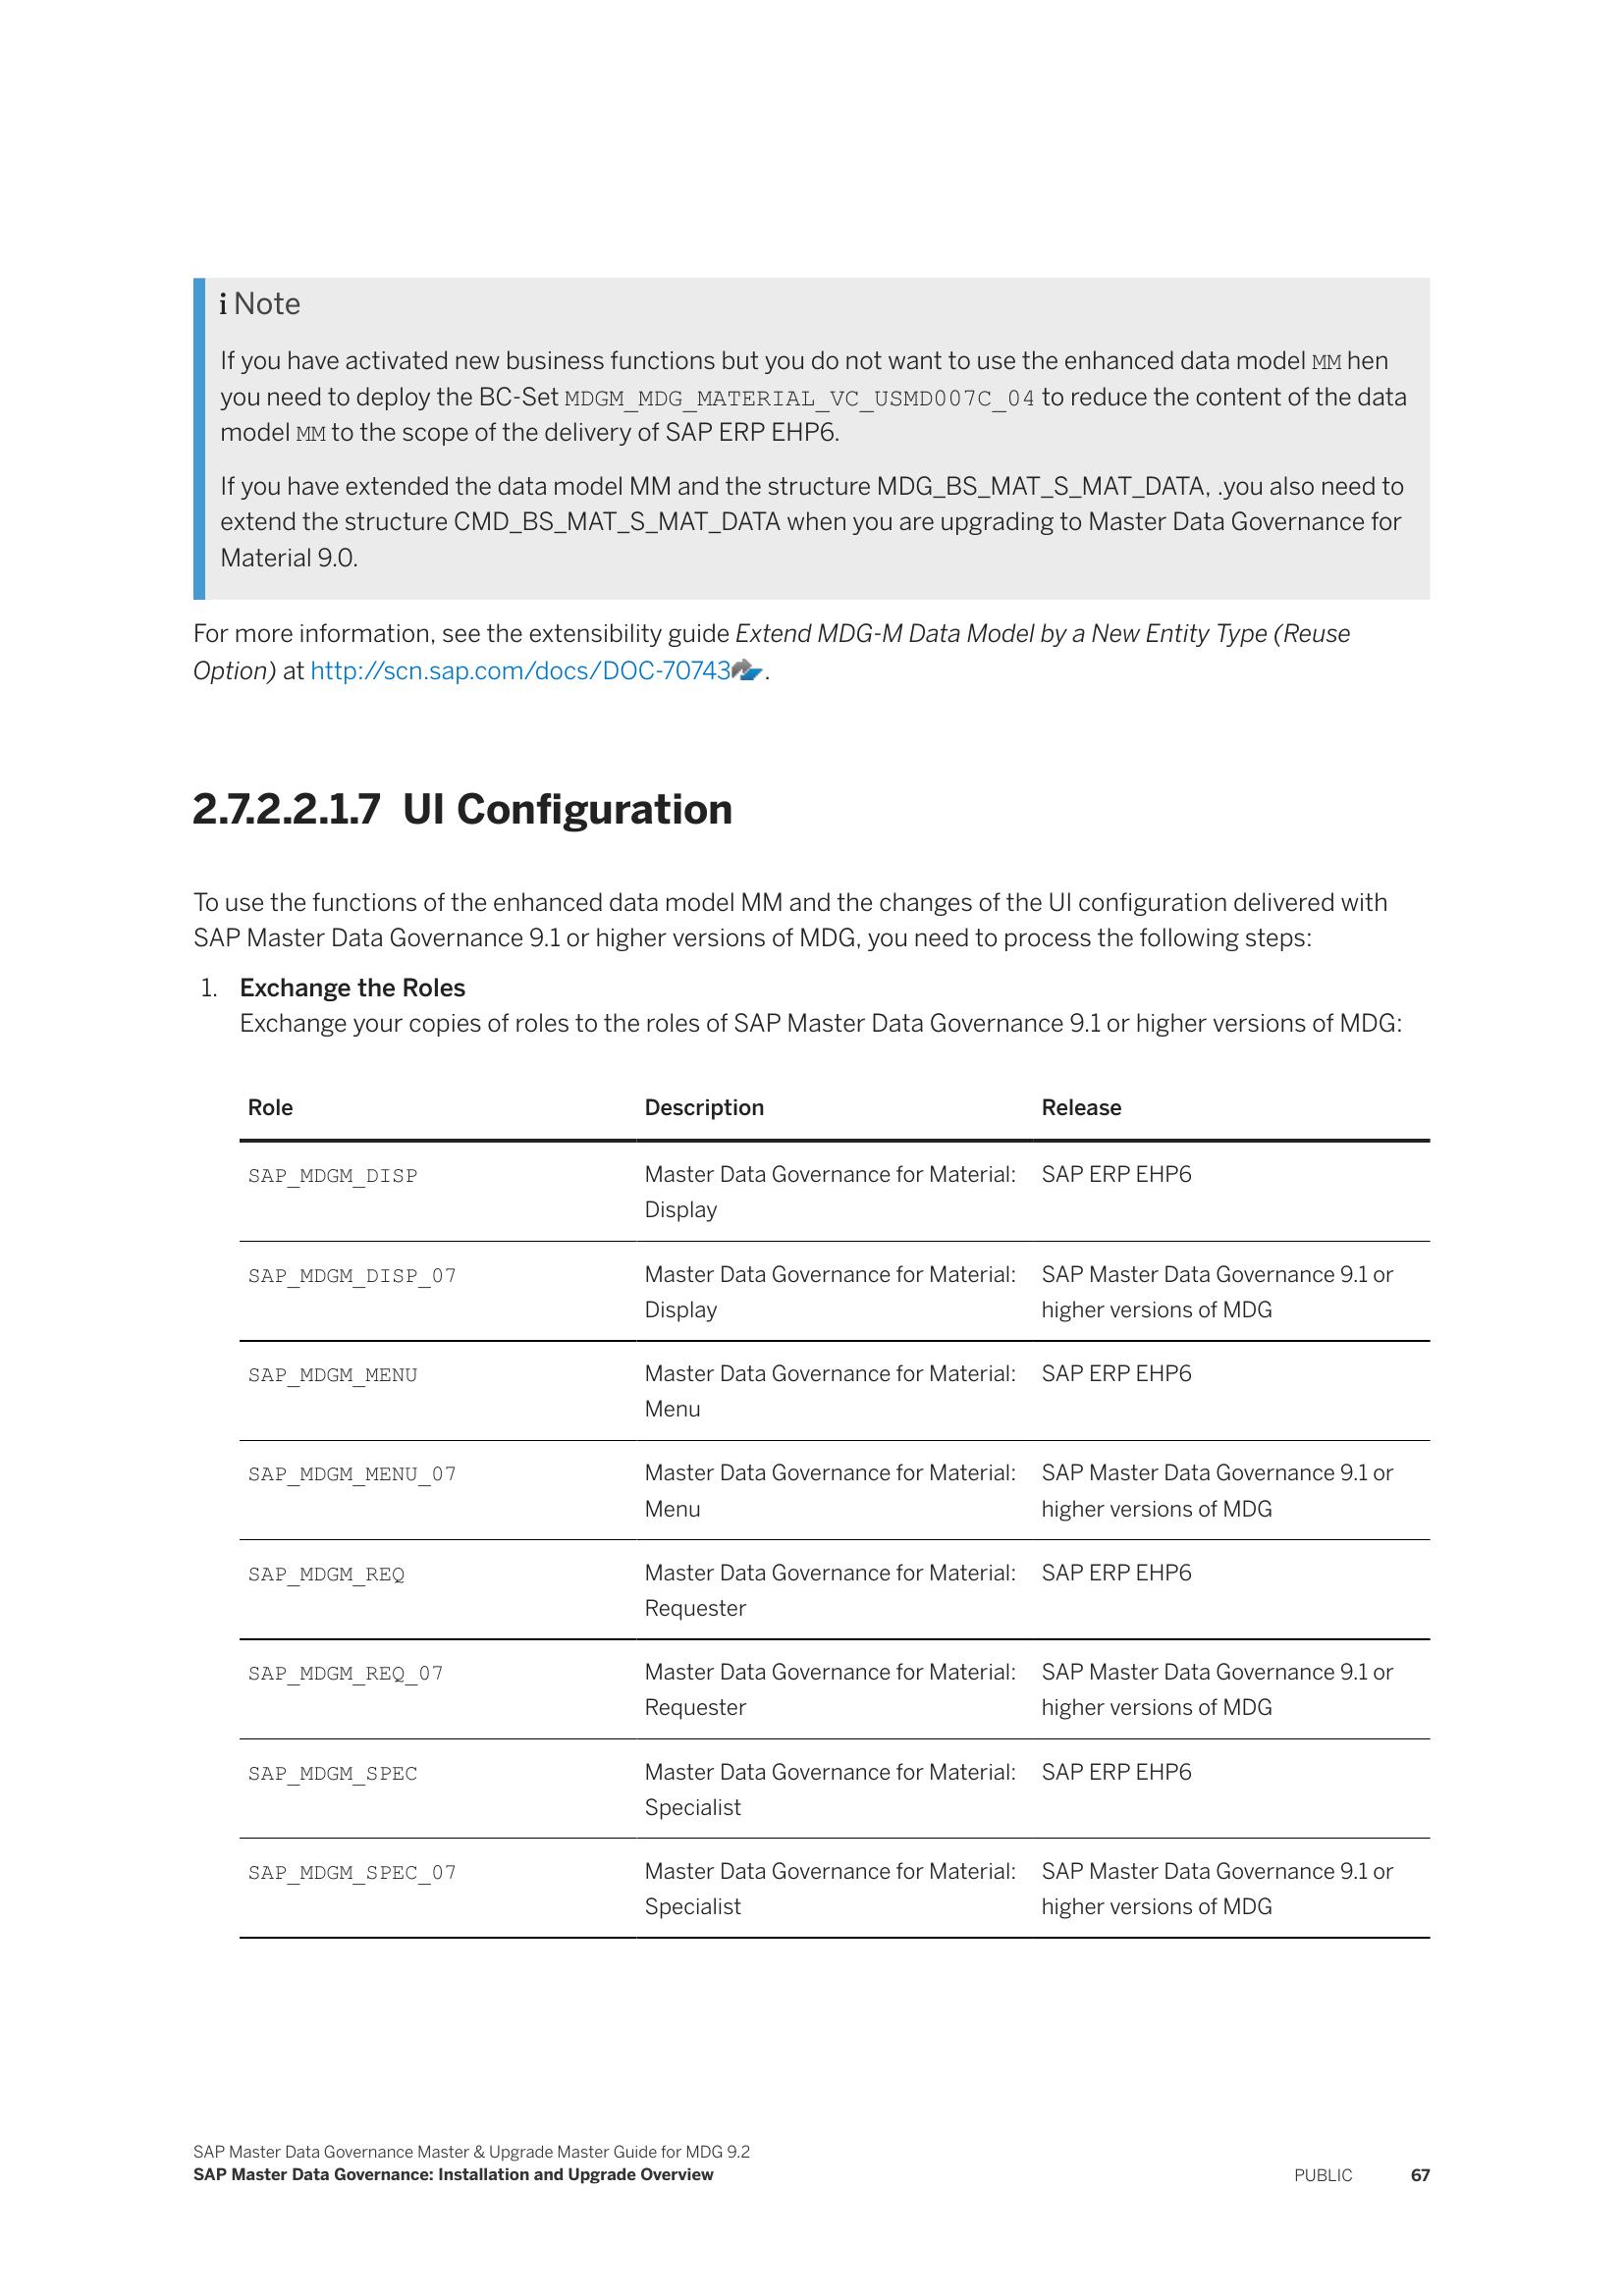 i Note
If you have activated new business functions but you do not want to use the enhanced data model MM hen
you need to deploy the BC-Set MDGM_MDG_MATERIAL_VC_USMD007C_04 to reduce the content of the data
model MM to the scope of the delivery of SAP ERP EHP6.
If you have extended the data model MM and the structure MDG_BS_MAT_S_MAT_DATA, .you also need to
extend the structure CMD_BS_MAT_S_MAT_DATA when you are upgrading to Master Data Governance for
Material 9.0.
For more information, see the extensibility guide Extend MDG-M Data Model by a New Entity Type (Reuse
Option) at http://scn.sap.com/docs/DOC-70743.
2.7.2.2.1.7 UI Configuration
To use the functions of the enhanced data model MM and the changes of the UI configuration delivered with
SAP Master Data Governance 9.1 or higher versions of MDG, you need to process the following steps:
1. Exchange the Roles
Exchange your copies of roles to the roles of SAP Master Data Governance 9.1 or higher versions of MDG:
Role Description Release
SAP_MDGM_DISP Master Data Governance for Material: SAP ERP EHP6
Display
SAP_MDGM_DISP_07 Master Data Governance for Material: SAP Master Data Governance 9.1 or
Display higher versions of MDG
SAP_MDGM_MENU Master Data Governance for Material: SAP ERP EHP6
Menu
SAP_MDGM_MENU_07 Master Data Governance for Material: SAP Master Data Governance 9.1 or
Menu higher versions of MDG
SAP_MDGM_REQ Master Data Governance for Material: SAP ERP EHP6
Requester
SAP_MDGM_REQ_07 Master Data Governance for Material: SAP Master Data Governance 9.1 or
Requester higher versions of MDG
SAP_MDGM_SPEC Master Data Governance for Material: SAP ERP EHP6
Specialist
SAP_MDGM_SPEC_07 Master Data Governance for Material: SAP Master Data Governance 9.1 or
Specialist higher versions of MDG
SAP Master Data Governance Master & Upgrade Master Guide for MDG 9.2
SAP Master Data Governance: Installation and Upgrade Overview PUBLIC 67